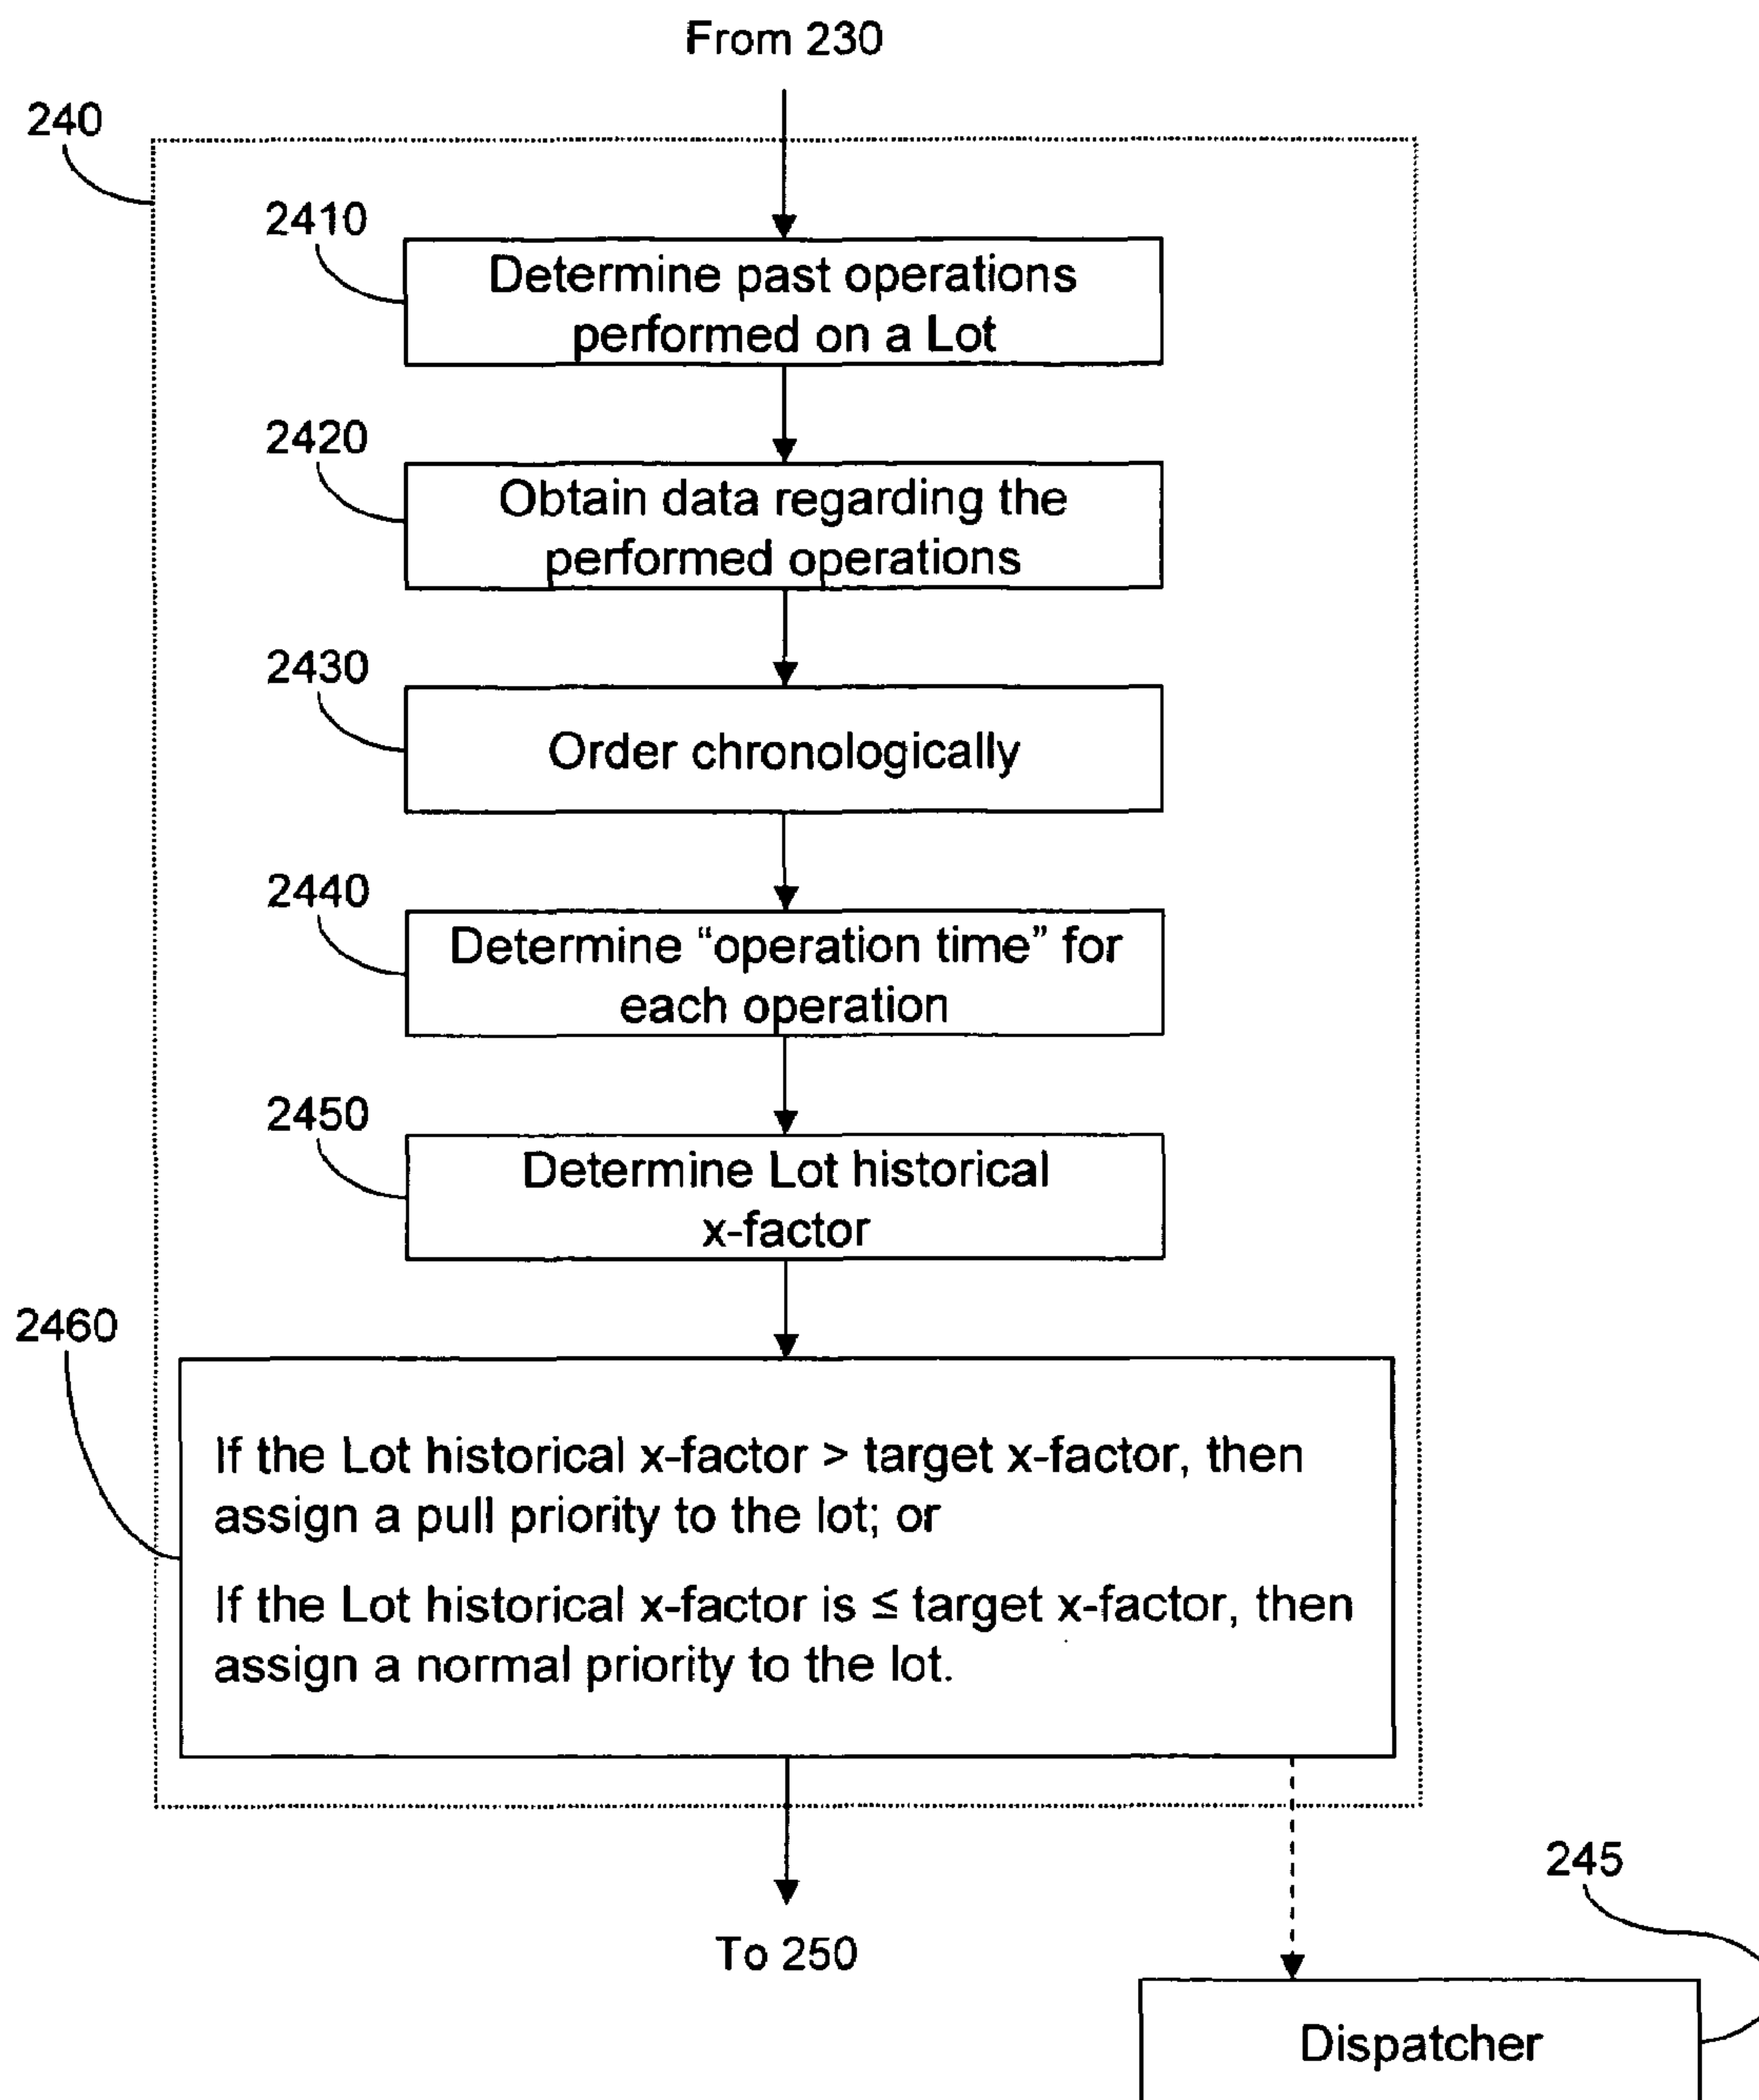 From 230
240
2410
Determine past operations
performed on a Lot
2420
Obtain data regarding the
performed operations
2430
Order chronologically
2440
Determine “operation time” for
each operation
2450
Determine Lot historical
x-factor
2460
If the Lot historical x-factor > target x-factor, then
assign a pull priority to the lot; or
If the Lot historical x-factor is ≤ target x-factor, then
assign a normal priority to the lot.
To 250
245
Dispatcher